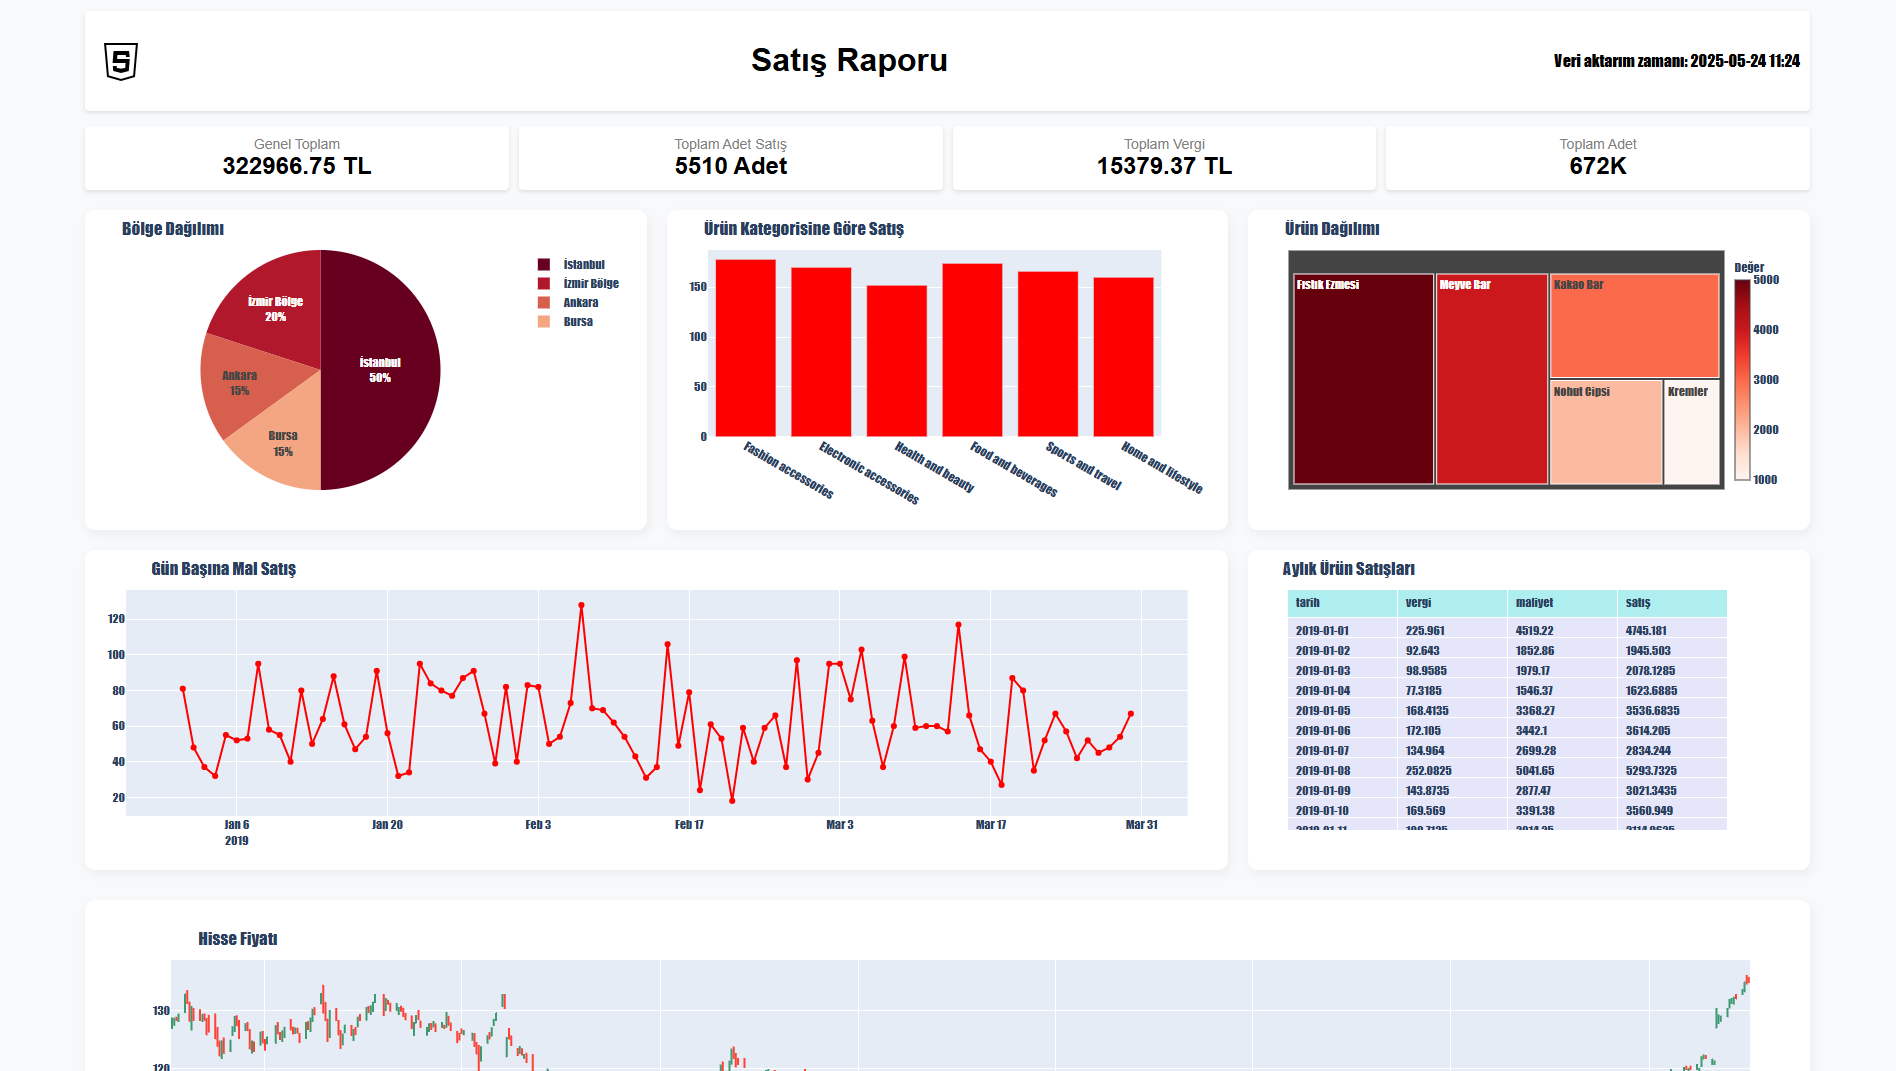 Satış Raporu
Veri aktarım zamanı: 2025-05-24 11:24
Genel Toplam
322966.75 TL
Toplam Adet Satış
5510 Adet
Toplam Vergi
15379.37 TL
Toplam Adet
672K
Bölge Dağılımı
İstanbul
50%
İzmir Bölge
20%
Ankara
15%
Bursa
15%
İstanbul
İzmir Bölge
Ankara
Bursa
Ürün Kategorisine Göre Satış
150
100
50
0
Fashion accessories
Electronic accessories
Health and beauty
Food and beverages
Sports and travel
Home and lifestyle
Ürün Dağılımı
Fıstık Ezmesi
Meyve Bar
Kakao Bar
Nohut Cipsi
Kremler
Değer
5000
4000
3000
2000
1000
Gün Başına Mal Satış
120
100
80
60
40
20
Jan 6
2019
Jan 20
Feb 3
Feb 17
Mar 3
Mar 17
Mar 31
Aylık Ürün Satışları
tarih vergi maliyet satış
2019-01-01 225.961 4519.22 4745.181
2019-01-02 92.643 1852.86 1945.503
2019-01-03 98.9585 1979.17 2078.1285
2019-01-04 77.3185 1546.37 1623.6885
2019-01-05 168.4135 3368.27 3536.6835
2019-01-06 172.105 3442.1 3614.205
2019-01-07 134.964 2699.28 2834.244
2019-01-08 252.0825 5041.65 5293.7325
2019-01-09 143.8735 2877.47 3021.3435
2019-01-10 169.569 3391.38 3560.949
Hisse Fiyatı
130
120